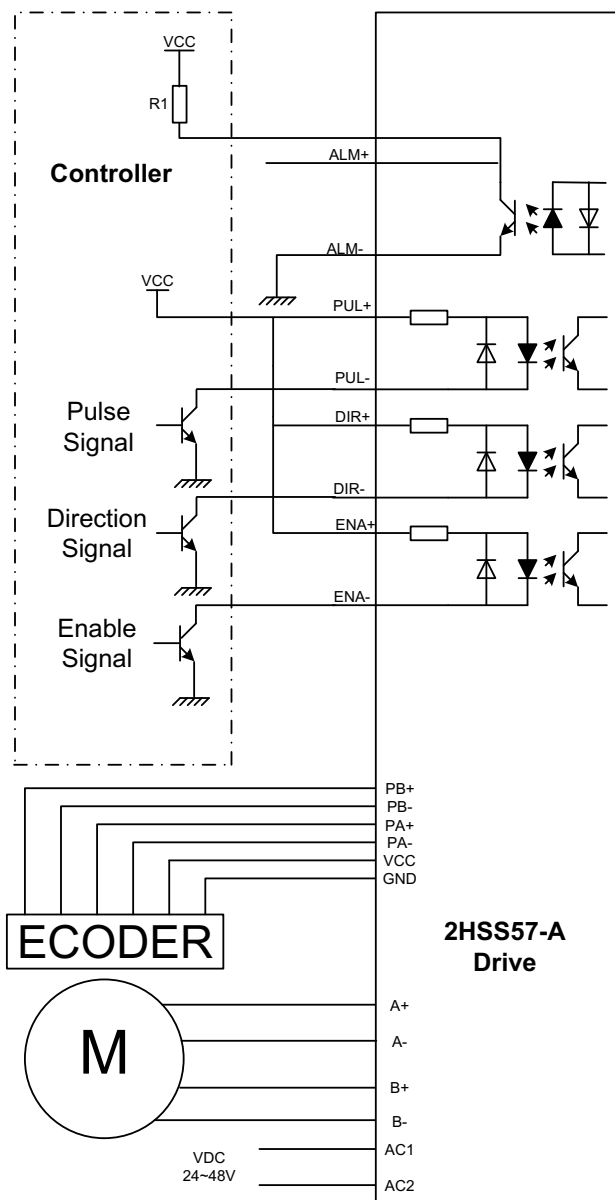 VCC
R1
ALM+
Controller
ALM-
VCC
PUL+
PUL-
Pulse
Signal
DIR+
DIR-
Direction
Signal
ENA+
ENA-
Enable
Signal
PB+
PB-
PA+
PA-
VCC
GND
ECODER
2HSS57-A
Drive
A+
M
A-
B+
B-
AC1
VDC
24~48V
AC2